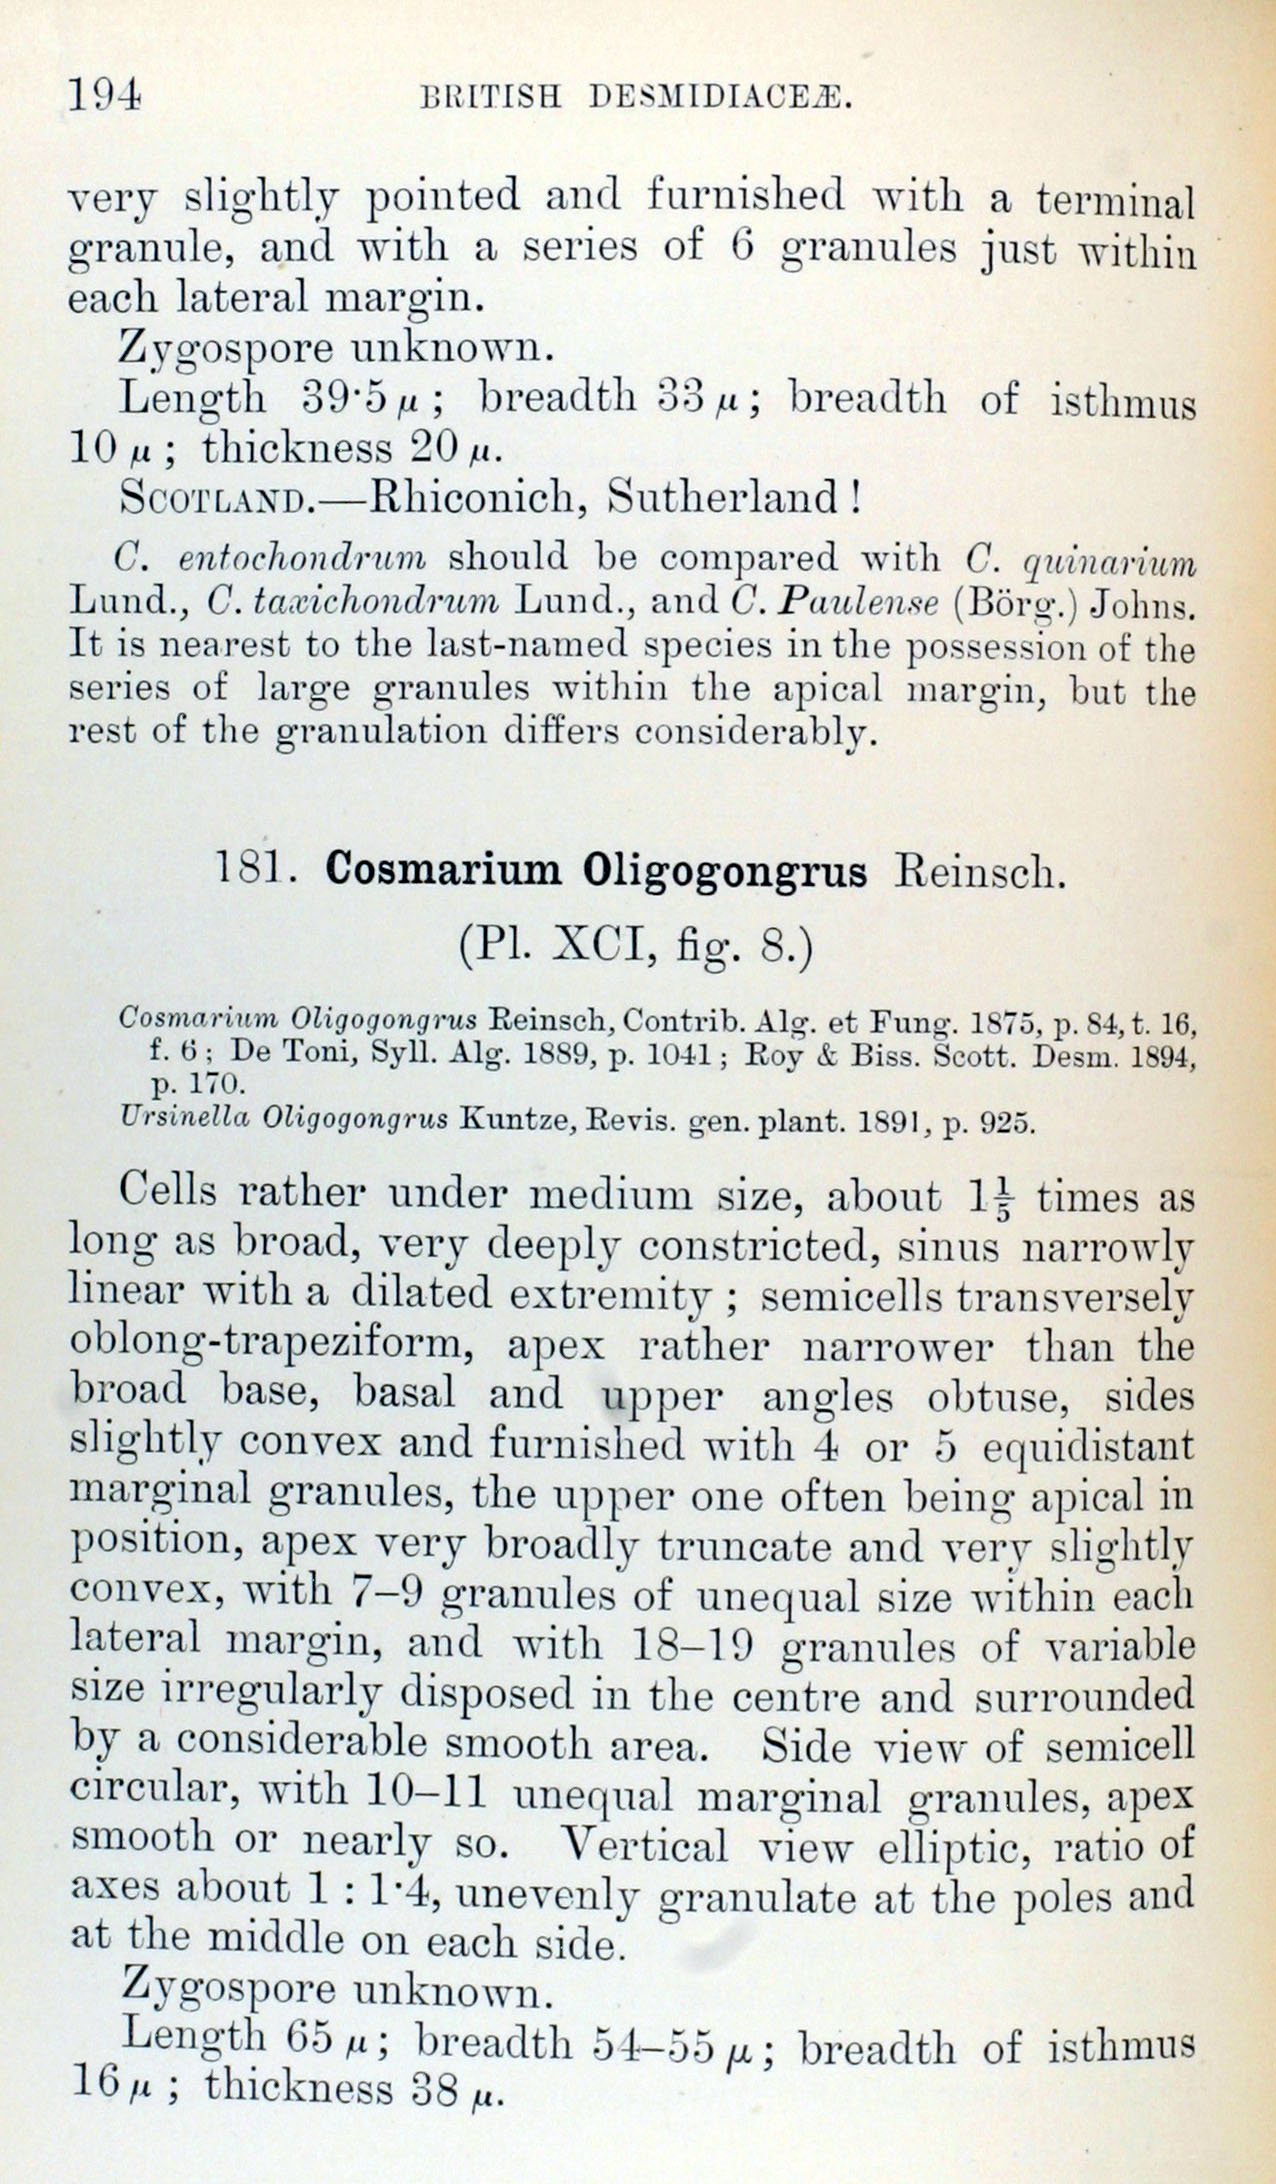 194 BRITISH DESMIDIACEÆ.
very slightly pointed and furnished with a terminal
granule, and with a series of 6 granules just within
each lateral margin.
Zygospore unknown.
Length 39·5 µ ; breadth 33 µ ; breadth of isthmus
10 µ ; thickness 20 µ.
SCOTLAND.—Rhiconich, Sutherland !
C. entochondrum should be compared with C. quinarium
Lund., C. taxichondrum Lund., and C. Paulense (Börg.) Johns.
It is nearest to the last-named species in the possession of the
series of large granules within the apical margin, but the
rest of the granulation differs considerably.
181. Cosmarium Oligogongrus Reinsch.
(Pl. XCI, fig. 8.)
Cosmarium Oligogongrus Reinsch, Contrib. Alg. et Fung. 1875, p. 84, t. 16,
f. 6 ; De Toni, Syll. Alg. 1889, p. 1041 ; Roy & Biss. Scott. Desm. 1894,
p. 170.
Ursinella Oligogongrus Kuntze, Revis. gen. plant. 1891, p. 925.
Cells rather under medium size, about 1⅕ times as
long as broad, very deeply constricted, sinus narrowly
linear with a dilated extremity ; semicells transversely
oblong-trapeziform, apex rather narrower than the
broad base, basal and upper angles obtuse, sides
slightly convex and furnished with 4 or 5 equidistant
marginal granules, the upper one often being apical in
position, apex very broadly truncate and very slightly
convex, with 7–9 granules of unequal size within each
lateral margin, and with 18–19 granules of variable
size irregularly disposed in the centre and surrounded
by a considerable smooth area. Side view of semicell
circular, with 10–11 unequal marginal granules, apex
smooth or nearly so. Vertical view elliptic, ratio of
axes about 1 : 1·4, unevenly granulate at the poles and
at the middle on each side.
Zygospore unknown.
Length 65 µ ; breadth 54–55 µ ; breadth of isthmus
16 µ ; thickness 38 µ.